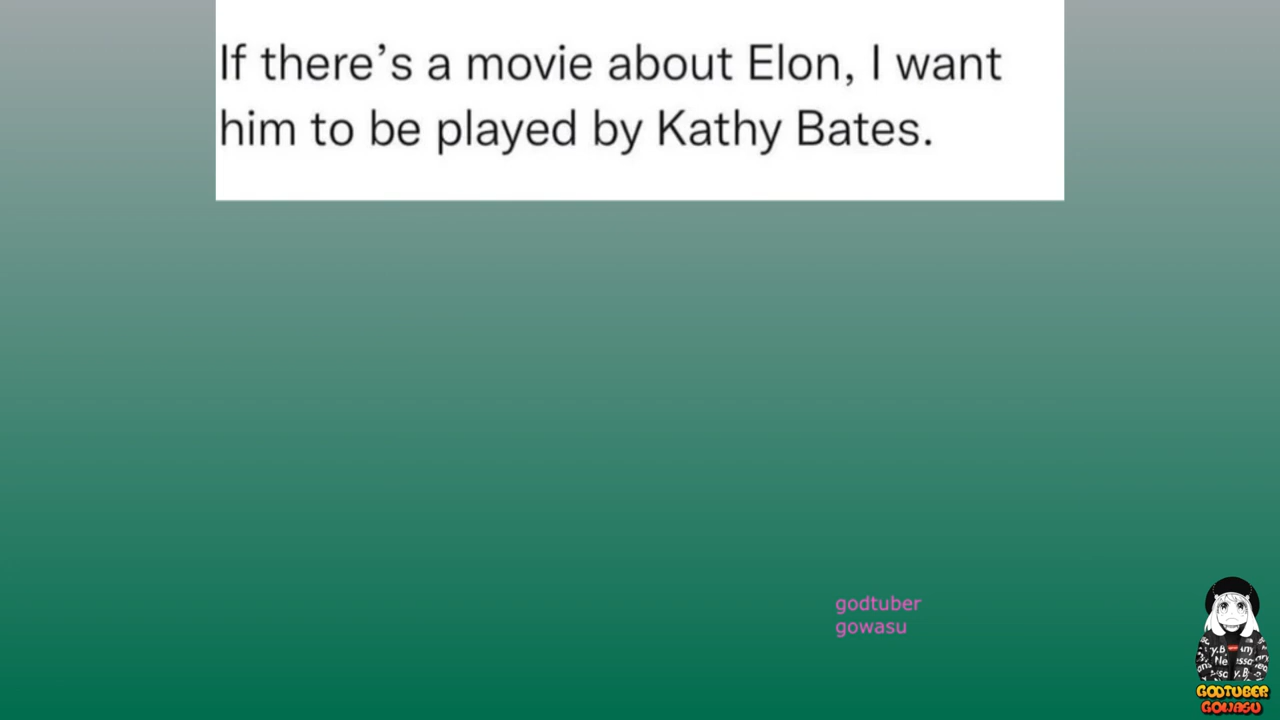 If there’s a movie about Elon, I want
him to be played by Kathy Bates.
godtuber
gowasu
GODTUBER
GOWASU